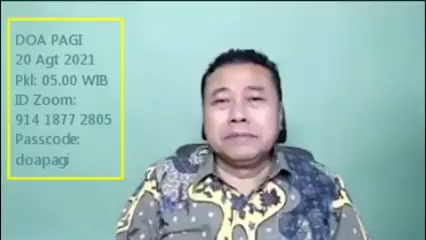 DOA PAGI
20 Agt 2021
Pkl: 05.00 WIB
ID Zoom:
914 1877 2805
Passcode:
doapagi